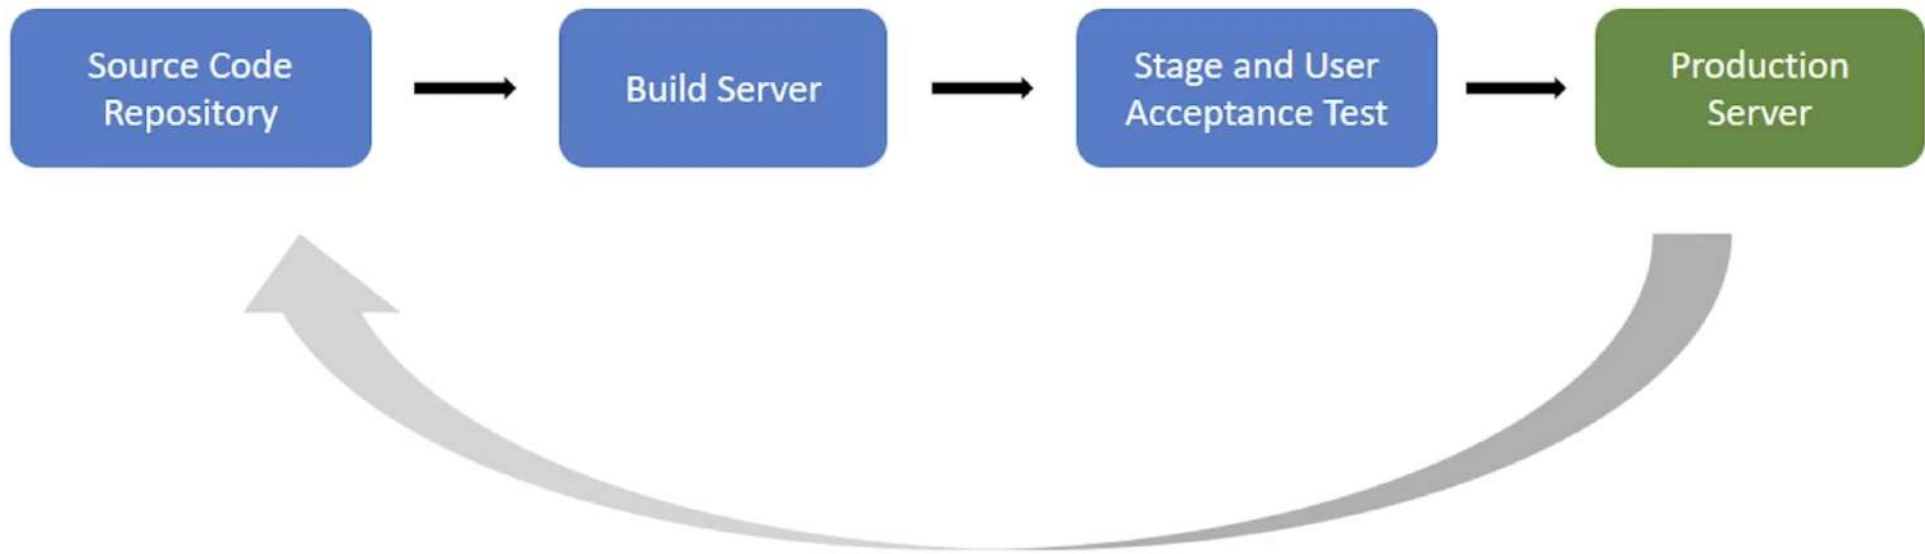 Source Code
Repository
Build Server
Stage and User
Acceptance Test
Production
Server